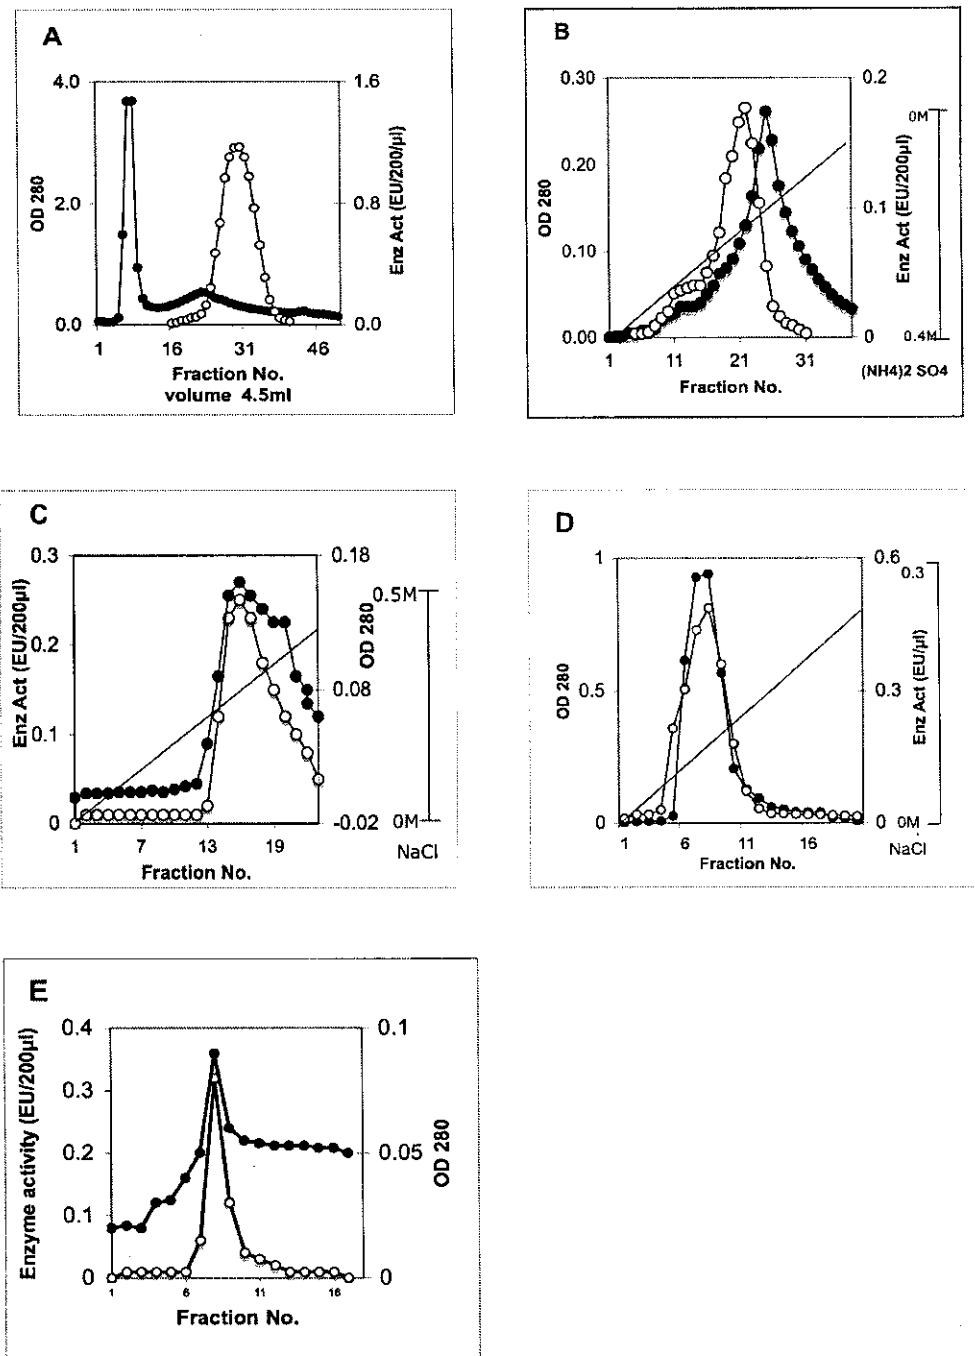 A
4.0
2.0
0.0
OD 280
1.6
0.8
0.0
Enz Act (EU/200/µl)
1 16 31 46
Fraction No.
volume 4.5ml
B
0.30
0.20
0.10
0.00
OD 280
0.2
0.1
0
Enz Act (EU/200µl)
0M
0.4M
1 11 21 31
(NH4)2 SO4
Fraction No.
C
0.3
0.2
0.1
0
Enz Act (EU/200µl)
0.18
0.08
-0.02
OD 280
0.5M
0M
1 7 13 19
NaCl
Fraction No.
D
1
0.5
0
OD 280
0.6
0.3
0
0.3
Enz Act (EU/µl)
0M
1 6 11 16
NaCl
Fraction No.
E
0.4
0.3
0.2
0.1
0
Enzyme activity (EU/200µl)
0.1
0.05
0
OD 280
1 6 11 16
Fraction No.